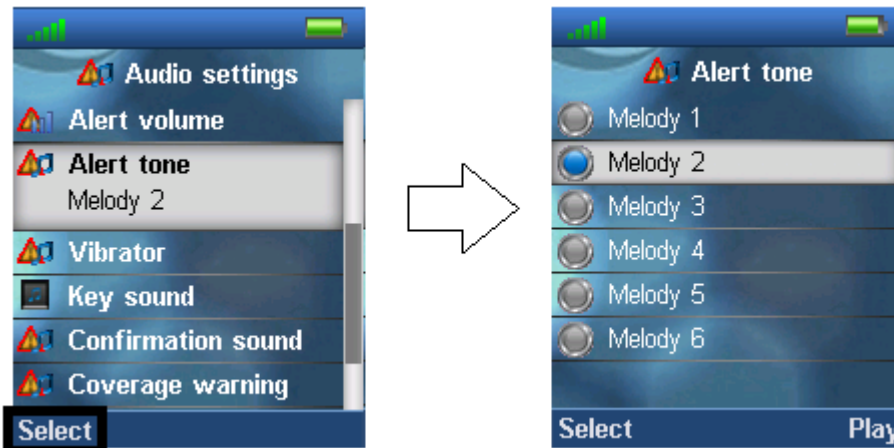 Audio settings
Alert volume
Alert tone
Melody 2
Vibrator
Key sound
Confirmation sound
Coverage warning
Select
Alert tone
Melody 1
Melody 2
Melody 3
Melody 4
Melody 5
Melody 6
Select Play